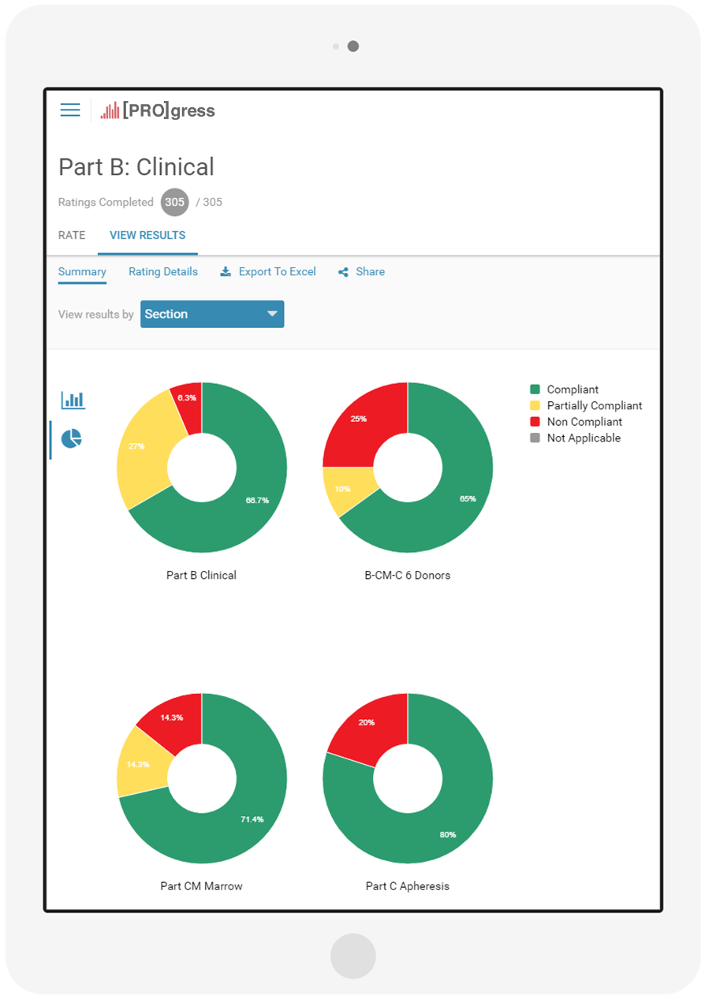 [PRO]gress
Part B: Clinical
Ratings Completed 305 / 305
RATE VIEW RESULTS
Summary Rating Details Export To Excel Share
View results by Section
Compliant
Partially Compliant
Non Compliant
Not Applicable
6.3%
27%
66.7%
Part B Clinical
25%
10%
65%
B-CM-C 6 Donors
14.3%
14.3%
71.4%
Part CM Marrow
20%
80%
Part C Apheresis